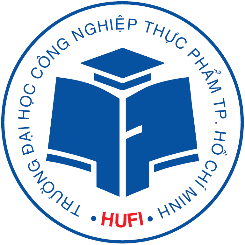 TRƯỜNG ĐẠI HỌC CÔNG NGHIỆP THỰC PHẨM TP. HỒ CHÍ MINH
• HUFI •